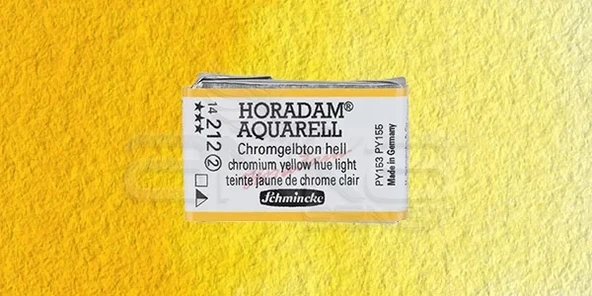 HORADAM®
AQUARELL
Chromgelbton hell
chromium yellow hue light
teinte jaune de chrome clair
Schmincke
★★★
14 212 ②
PY153 PY155
Made in Germany